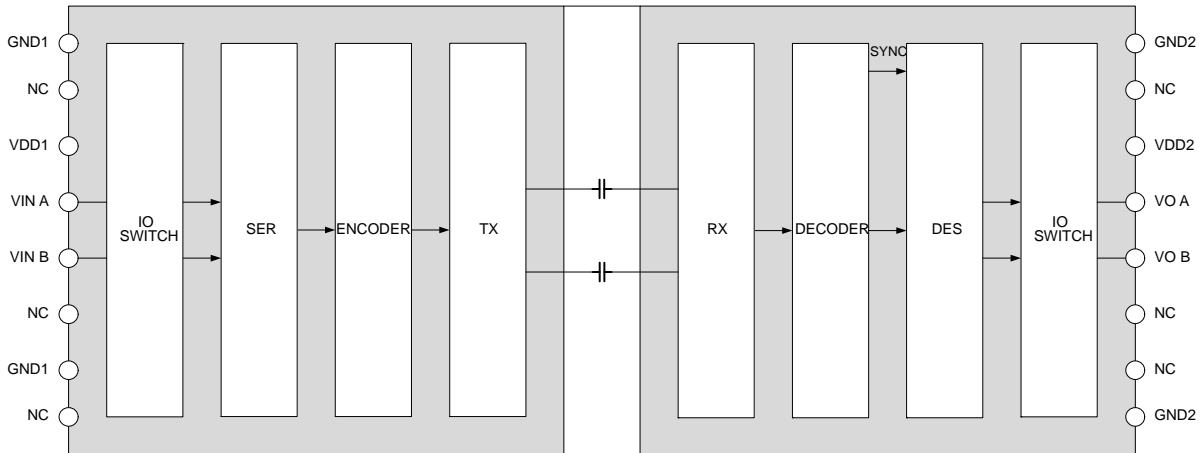 GND1
NC
VDD1
VIN A
VIN B
NC
GND1
NC
IO
SWITCH
SER
ENCODER
TX
RX
DECODER
SYNC
DES
IO
SWITCH
GND2
NC
VDD2
VO A
VO B
NC
NC
GND2